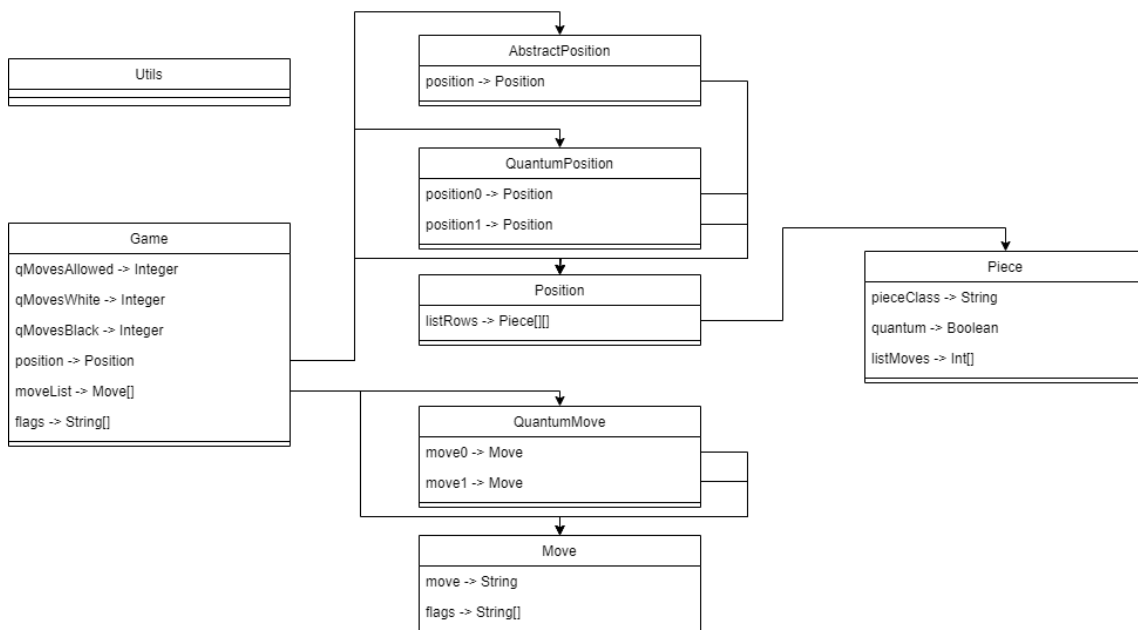 Utils
AbstractPosition
position -> Position
QuantumPosition
position0 -> Position
position1 -> Position
Game
qMovesAllowed -> Integer
qMovesWhite -> Integer
qMovesBlack -> Integer
position -> Position
moveList -> Move[]
flags -> String[]
Position
listRows -> Piece[][]
Piece
pieceClass -> String
quantum -> Boolean
listMoves -> Int[]
QuantumMove
move0 -> Move
move1 -> Move
Move
move -> String
flags -> String[]